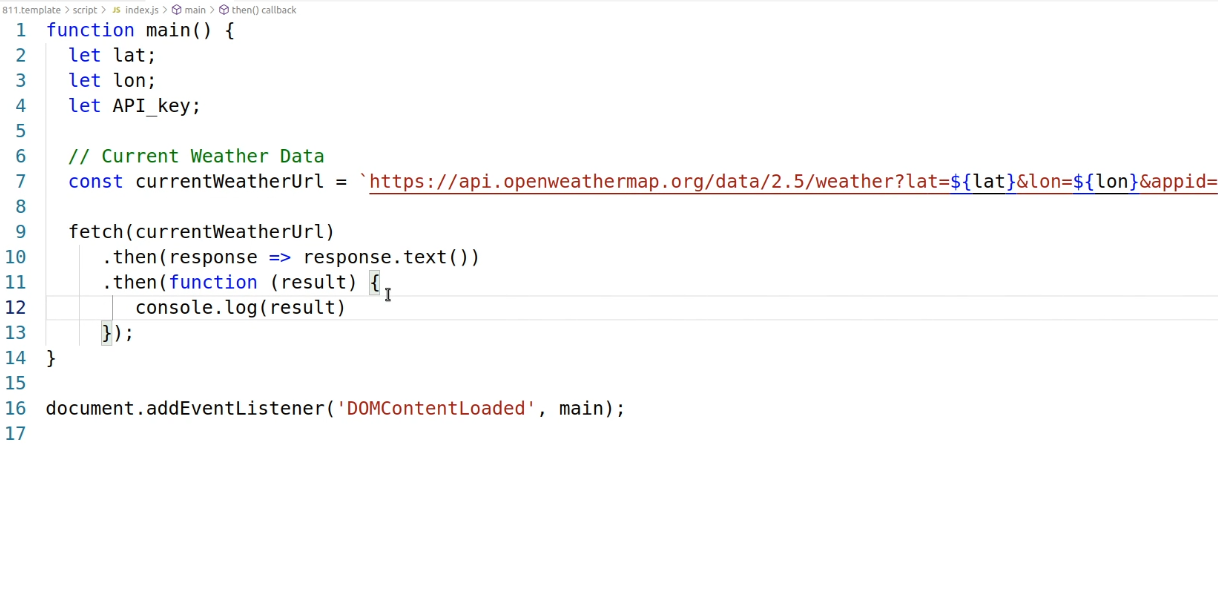 811.template > script > JS index.js > main > then() callback
1 function main() {
2 let lat;
3 let lon;
4 let API_key;
5
6 // Current Weather Data
7 const currentWeatherUrl = `https://api.openweathermap.org/data/2.5/weather?lat=${lat}&lon=${lon}&appid=
8
9 fetch(currentWeatherUrl)
10 .then(response => response.text())
11 .then(function (result) {
12 console.log(result)
13 });
14 }
15
16 document.addEventListener('DOMContentLoaded', main);
17